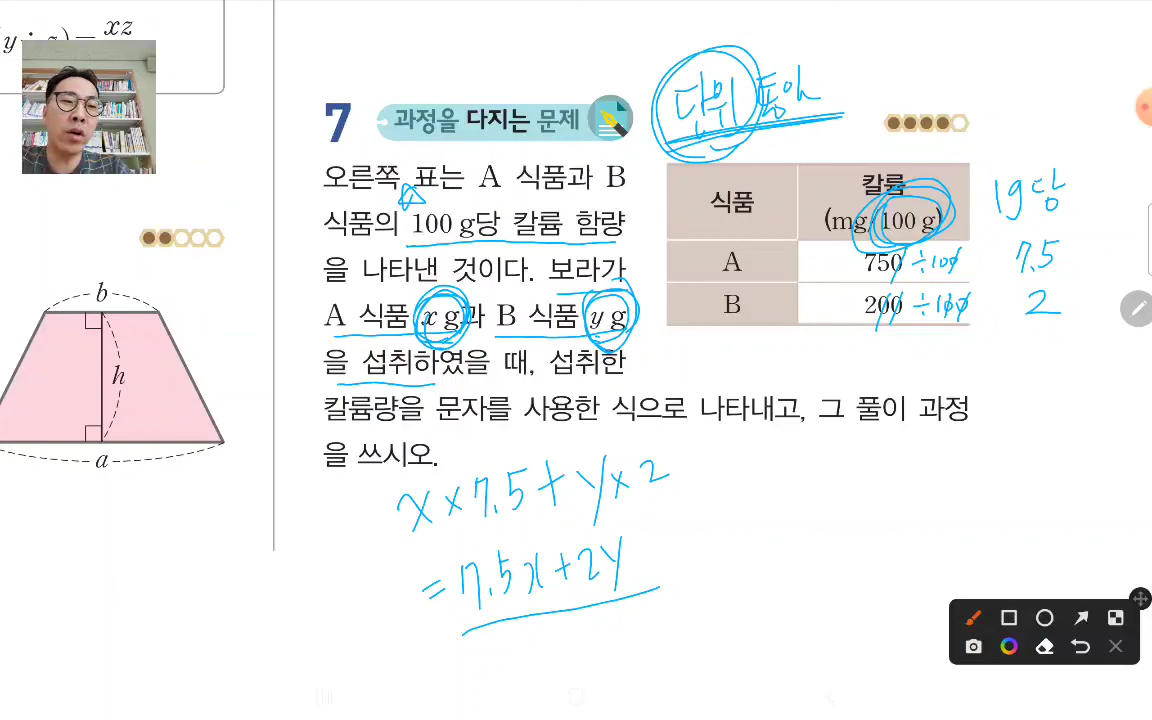 xz
7 과정을 다지는 문제
단위 통일
오른쪽 표는 A 식품과 B
식품의 100 g당 칼륨 함량
을 나타낸 것이다. 보라가
A 식품 x g과 B 식품 y g
을 섭취하였을 때, 섭취한
칼륨량을 문자를 사용한 식으로 나타내고, 그 풀이 과정
을 쓰시오.
식품 칼륨
(mg/100 g) 1g당
A 750 ÷100 7.5
B 200 ÷100 2
x×7.5+y×2
=7.5x+2y
b
h
a